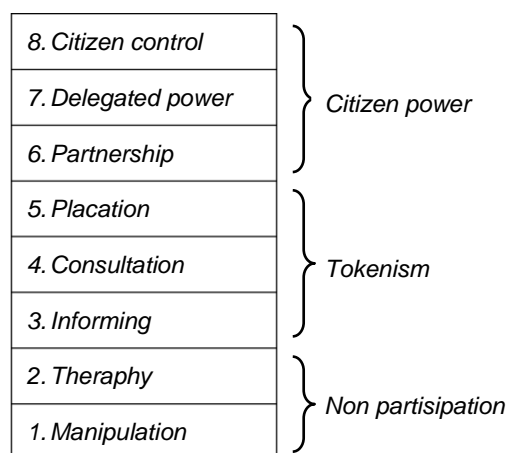 8. Citizen control
7. Delegated power
6. Partnership
Citizen power
5. Placation
4. Consultation
3. Informing
Tokenism
2. Theraphy
1. Manipulation
Non partisipation